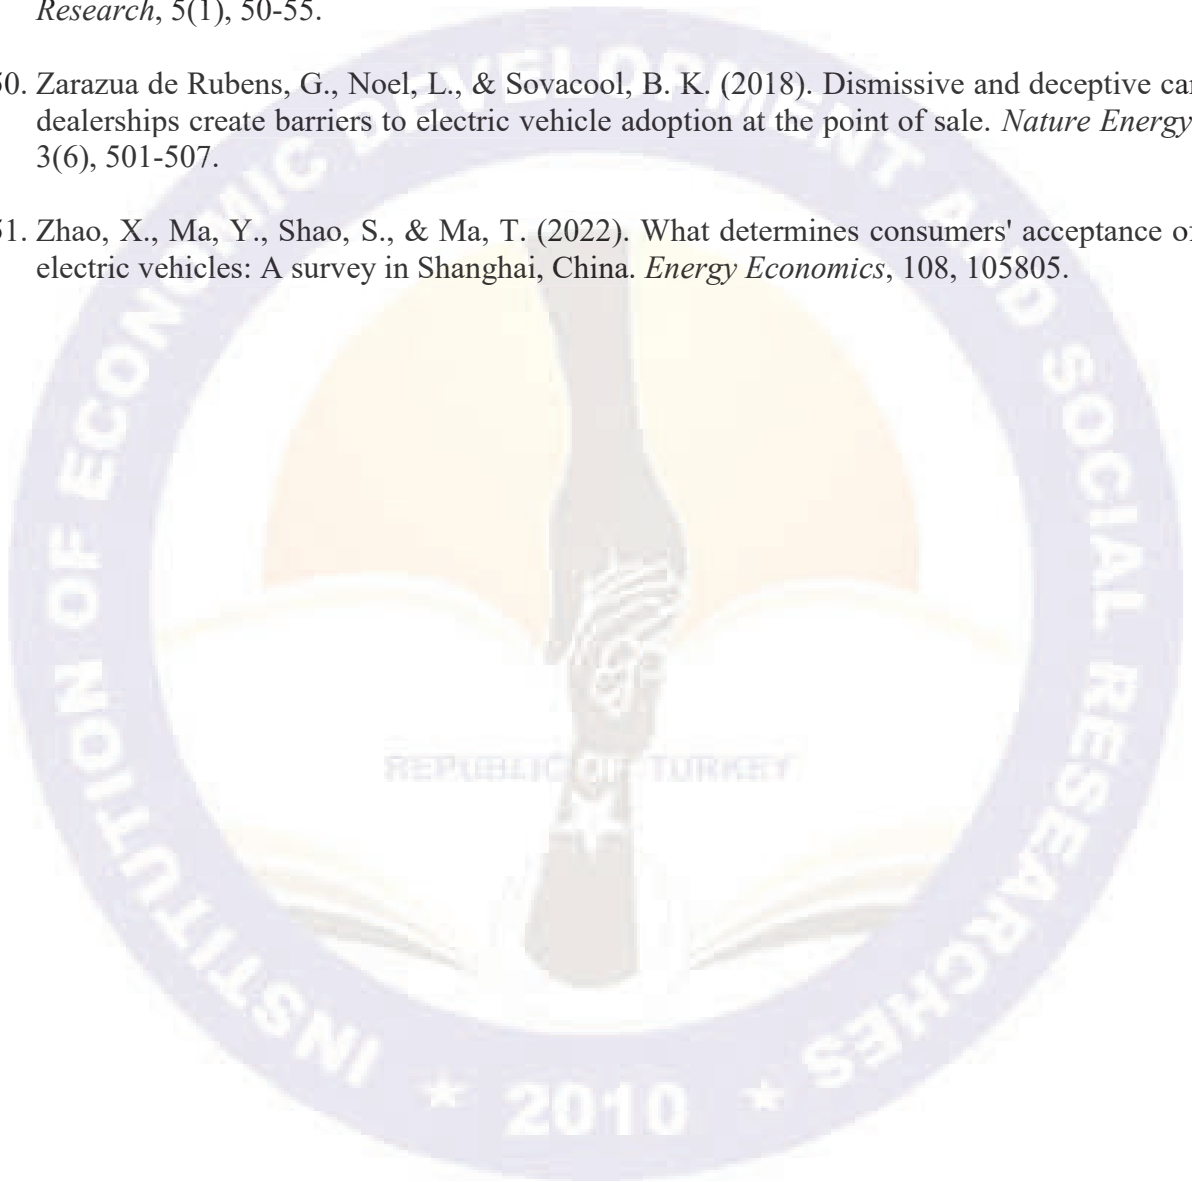 Research, 5(1), 50-55.
50. Zarazua de Rubens, G., Noel, L., & Sovacool, B. K. (2018). Dismissive and deceptive car
dealerships create barriers to electric vehicle adoption at the point of sale. Nature Energy
3(6), 501-507.
51. Zhao, X., Ma, Y., Shao, S., & Ma, T. (2022). What determines consumers' acceptance of
electric vehicles: A survey in Shanghai, China. Energy Economics, 108, 105805.
INSTITUTION OF ECONOMIC DEVELOPMENT AND SOCIAL RESEARCHES
REPUBLIC OF TURKEY
2010